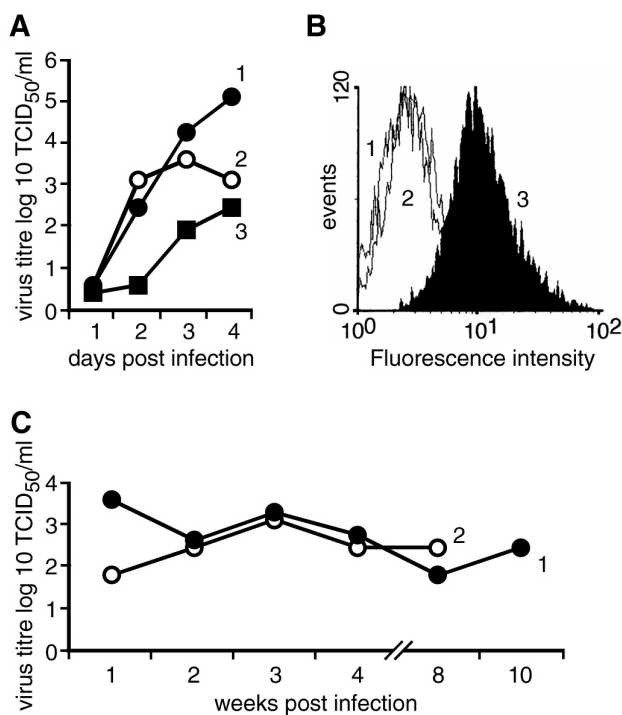 A
virus titre log 10 TCID50/ml
6
5
4
3
2
1
0
1
2
3
1 2 3 4
days post infection
B
events
120
0
1
2
3
10^0 10^1 10^2
Fluorescence intensity
C
virus titre log 10 TCID50/ml
4
3
2
1
0
2
1
1 2 3 4 8 10
weeks post infection